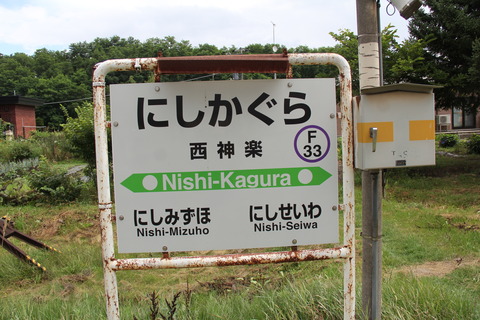 にしかぐら
西神楽
F
33
Nishi-Kagura
にしみずほ にしせいわ
Nishi-Mizuho Nishi-Seiwa